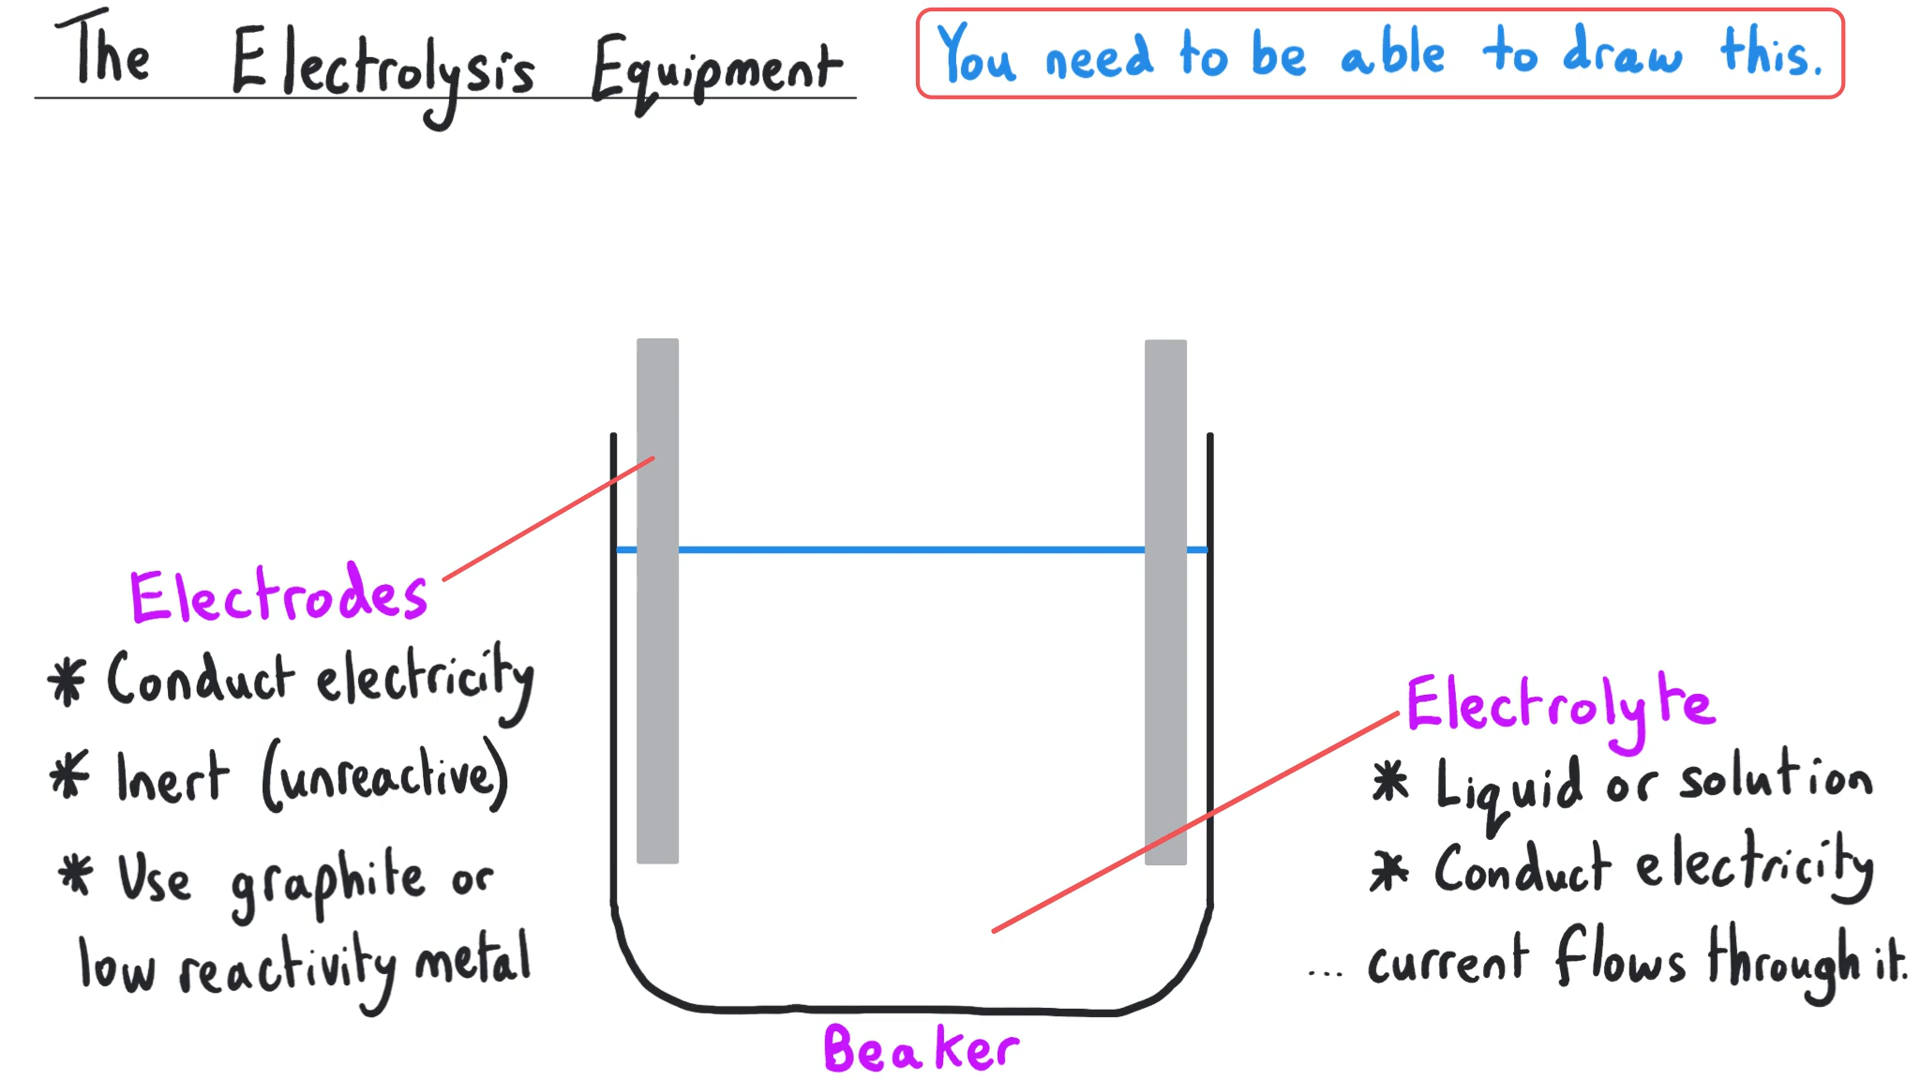 The Electrolysis Equipment
You need to be able to draw this.
Electrodes
* Conduct electricity
* Inert (unreactive)
* Use graphite or
low reactivity metal
Electrolyte
* Liquid or solution
* Conduct electricity
... current flows through it.
Beaker